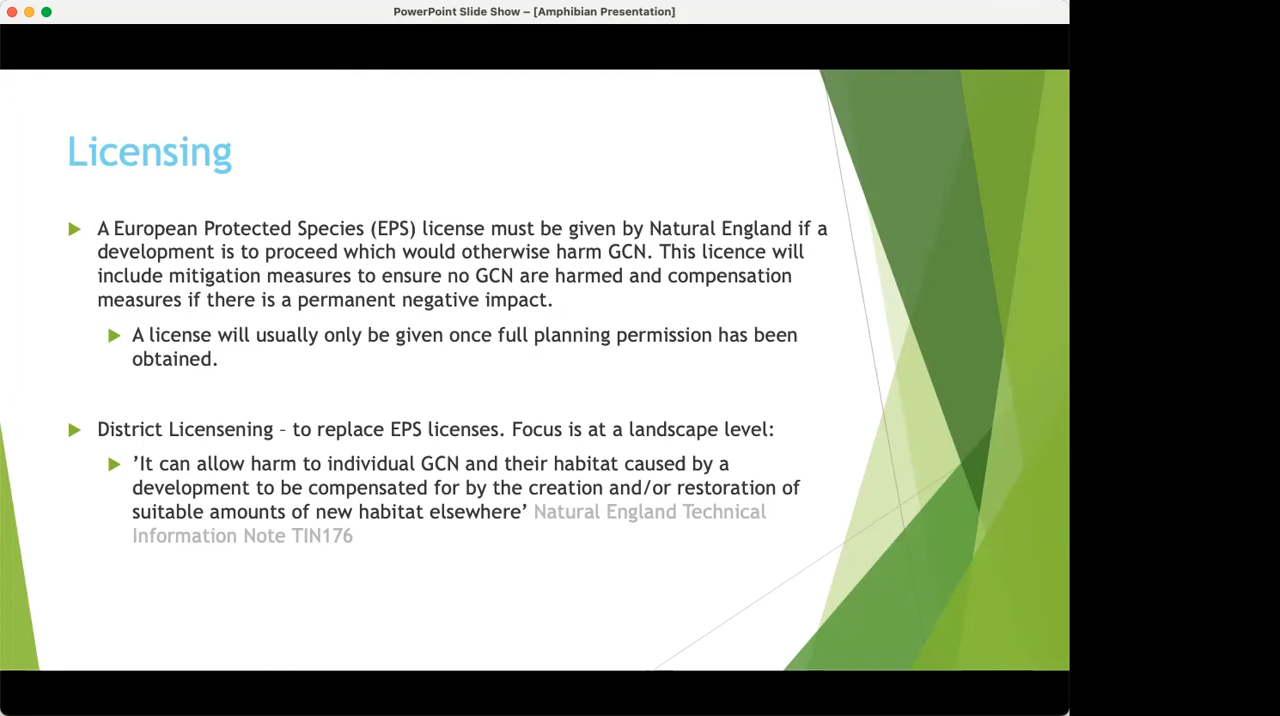 PowerPoint Slide Show – [Amphibian Presentation]
Licensing
A European Protected Species (EPS) license must be given by Natural England if a
development is to proceed which would otherwise harm GCN. This licence will
include mitigation measures to ensure no GCN are harmed and compensation
measures if there is a permanent negative impact.
A license will usually only be given once full planning permission has been
obtained.
District Licensening – to replace EPS licenses. Focus is at a landscape level:
’It can allow harm to individual GCN and their habitat caused by a
development to be compensated for by the creation and/or restoration of
suitable amounts of new habitat elsewhere’ Natural England Technical
Information Note TIN176